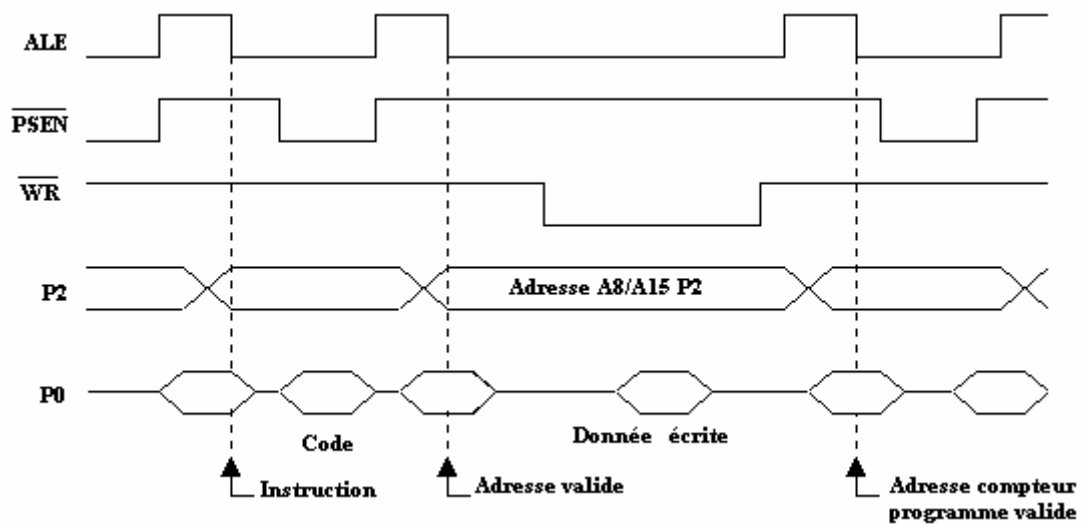 ALE
PSEN
WR
P2
Adresse A8/A15 P2
P0
Code
Donnée écrite
Instruction
Adresse valide
Adresse compteur
programme valide